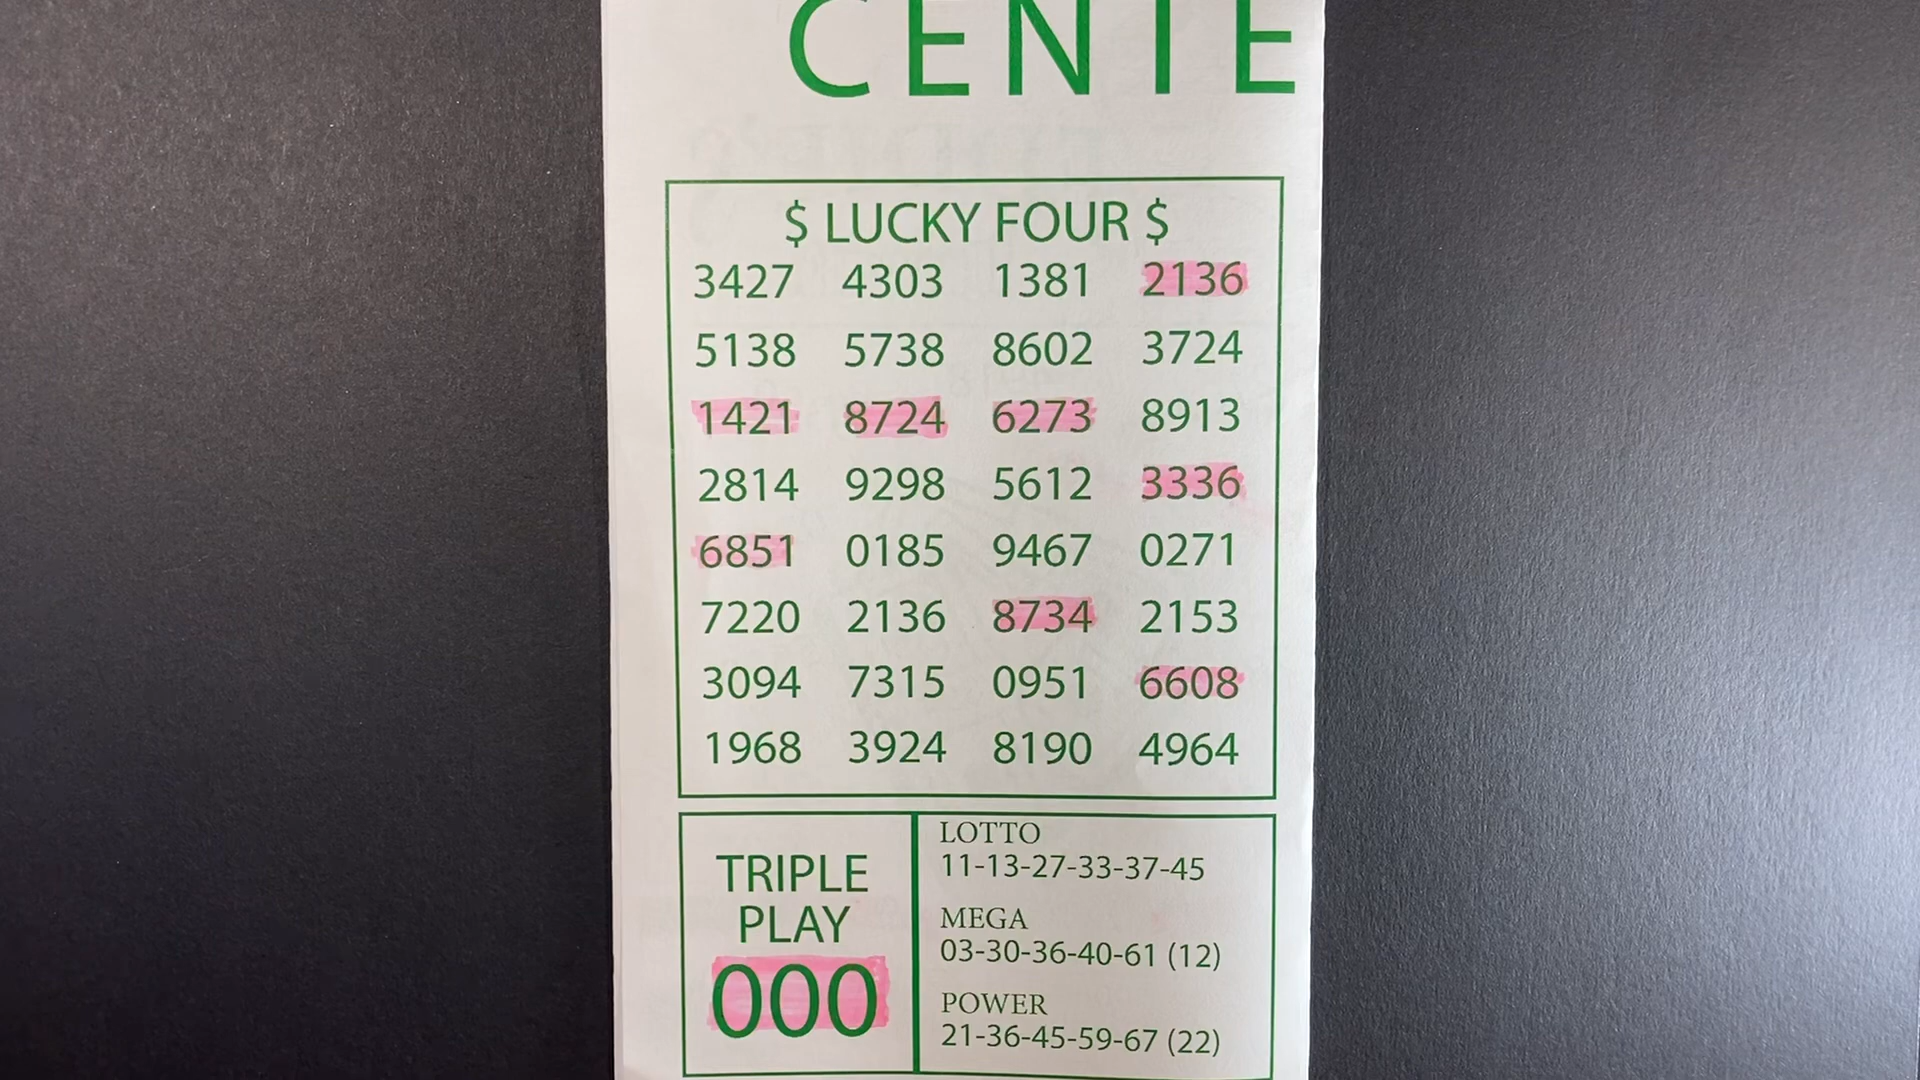 CENTE
$ LUCKY FOUR $
3427 4303 1381 2136
5138 5738 8602 3724
1421 8724 6273 8913
2814 9298 5612 3336
6851 0185 9467 0271
7220 2136 8734 2153
3094 7315 0951 6608
1968 3924 8190 4964
TRIPLE
PLAY
000
LOTTO
11-13-27-33-37-45
MEGA
03-30-36-40-61 (12)
POWER
21-36-45-59-67 (22)